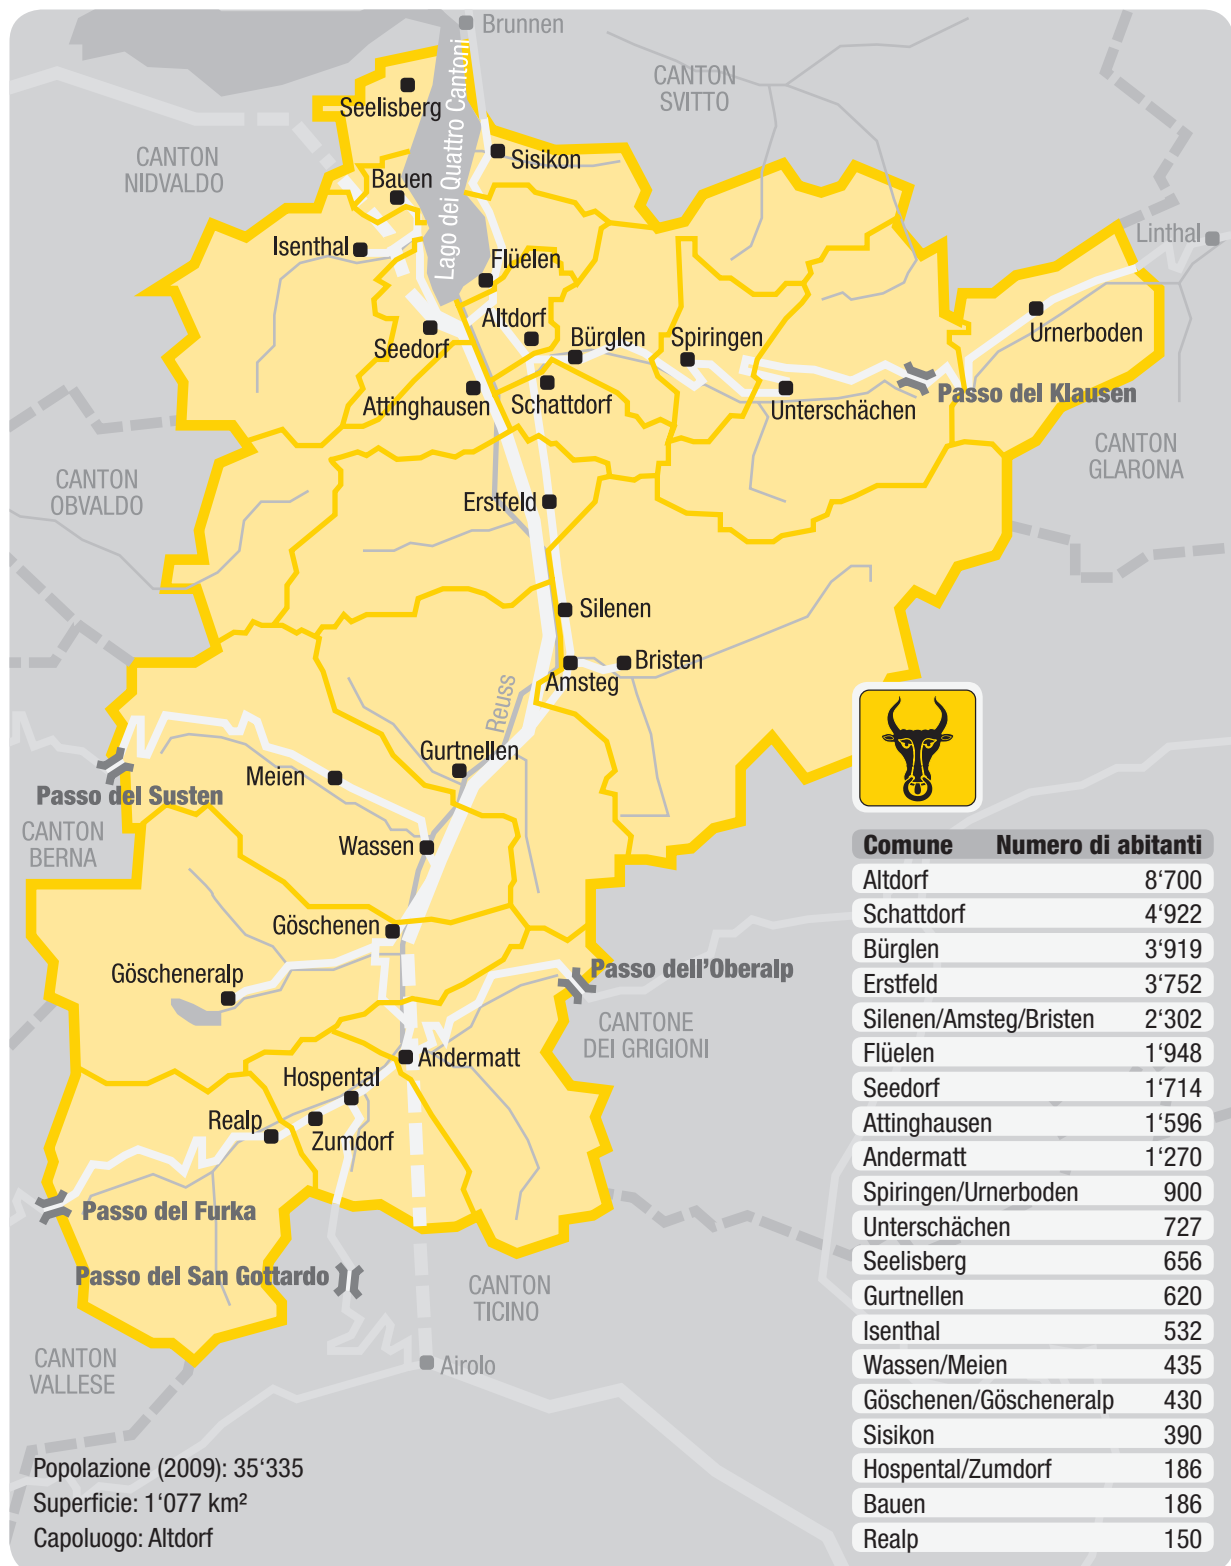 Brunnen
CANTON
SVITTO
Seelisberg
Lago dei Quattro Cantoni
CANTON
NIDVALDO
Sisikon
Bauen
Isenthal
Flüelen
Linthal
Altdorf
Urnerboden
Seedorf
Bürglen
Spiringen
Attinghausen
Schattdorf
Unterschächen
Passo del Klausen
CANTON
GLARONA
CANTON
OBVALDO
Erstfeld
Silenen
Bristen
Amsteg
Reuss
Gurtnellen
Meien
Passo del Susten
CANTON
BERNA
Wassen
Göschenen
Göscheneralp
Passo dell'Oberalp
CANTONE
DEI GRIGIONI
Andermatt
Hospental
Realp
Zumdorf
Passo del Furka
Passo del San Gottardo
CANTON
TICINO
CANTON
VALLESE
Airolo
Comune Numero di abitanti
Altdorf 8‘700
Schattdorf 4‘922
Bürglen 3‘919
Erstfeld 3‘752
Silenen/Amsteg/Bristen 2‘302
Flüelen 1‘948
Seedorf 1‘714
Attinghausen 1‘596
Andermatt 1‘270
Spiringen/Urnerboden 900
Unterschächen 727
Seelisberg 656
Gurtnellen 620
Isenthal 532
Wassen/Meien 435
Göschenen/Göscheneralp 430
Sisikon 390
Hospental/Zumdorf 186
Bauen 186
Realp 150
Popolazione (2009): 35‘335
Superficie: 1‘077 km²
Capoluogo: Altdorf